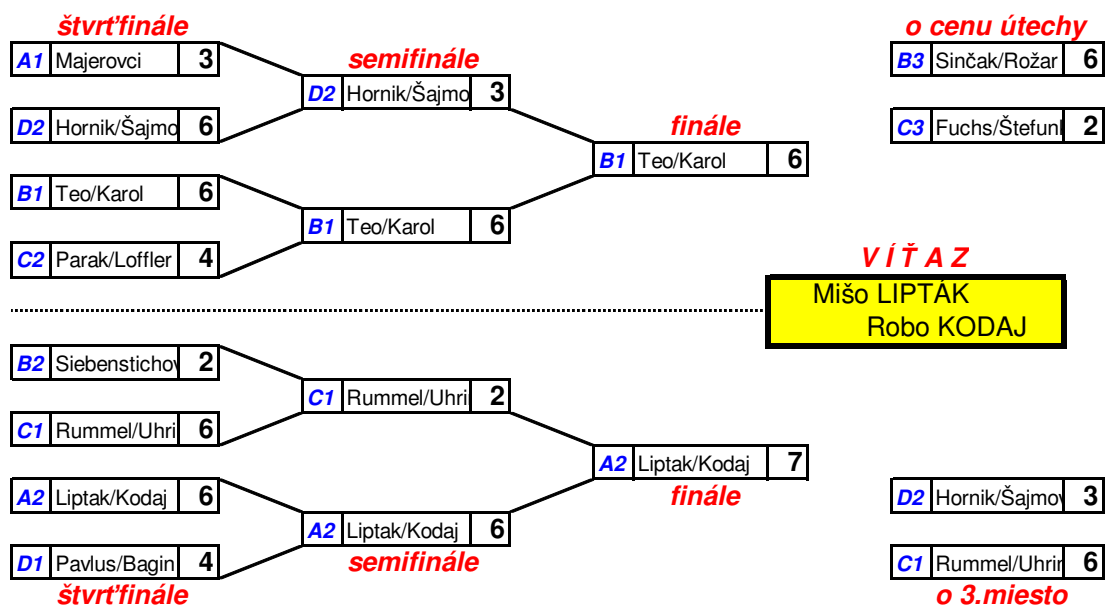 štvrťfinále
A1 Majerovci 3
D2 Hornik/Šajmo 6
B1 Teo/Karol 6
C2 Parak/Loffler 4
semifinále
D2 Hornik/Šajmo 3
B1 Teo/Karol 6
finále
B1 Teo/Karol 6
o cenu útechy
B3 Sinčak/Rožar 6
C3 Fuchs/Štefunl 2
VÍŤAZ
Mišo LIPTÁK
Robo KODAJ
B2 Siebenstichov 2
C1 Rummel/Uhri 6
A2 Liptak/Kodaj 6
D1 Pavlus/Bagin 4
štvrťfinále
C1 Rummel/Uhri 2
A2 Liptak/Kodaj 6
semifinále
A2 Liptak/Kodaj 7
finále
D2 Hornik/Šajmov 3
C1 Rummel/Uhrin 6
o 3.miesto